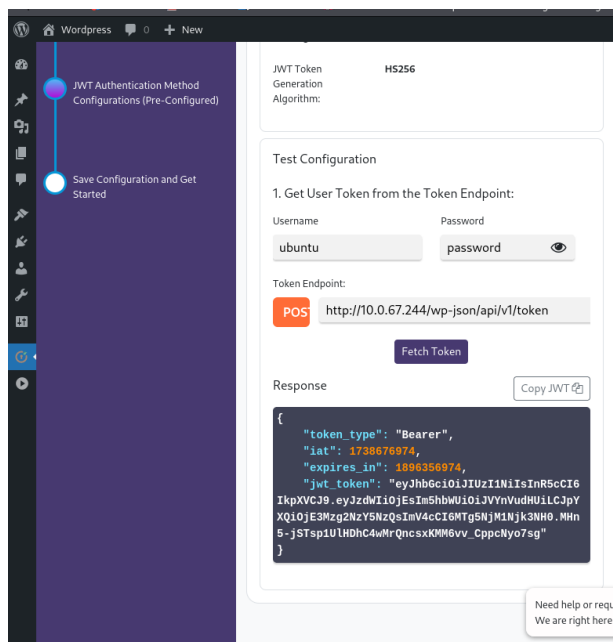 Wordpress 0 + New
JWT Authentication Method
Configurations (Pre-Configured)
Save Configuration and Get
Started
JWT Token
Generation
Algorithm:
HS256
Test Configuration
1. Get User Token from the Token Endpoint:
Username
Password
ubuntu
password
Token Endpoint:
POST
http://10.0.67.244/wp-json/api/v1/token
Fetch Token
Response
Copy JWT
{
"token_type": "Bearer",
"iat": 1738676974,
"expires_in": 1896356974,
"jwt_token": "eyJhbGciOiJIUzI1NiIsInR5cCI6
IkpXVCJ9.eyJzdWIiOjEsIm5hbWUiOiJVYnVudHUiLCJpY
XQiOjE3Mzg2NzY5NzQsImV4cCI6MTg5NjM1Njk3NH0.MHn
5-jSTsp1UlHDhC4wMrQncsxKMM6vv_CppcNyo7sg"
}
Need help or requ
We are right here